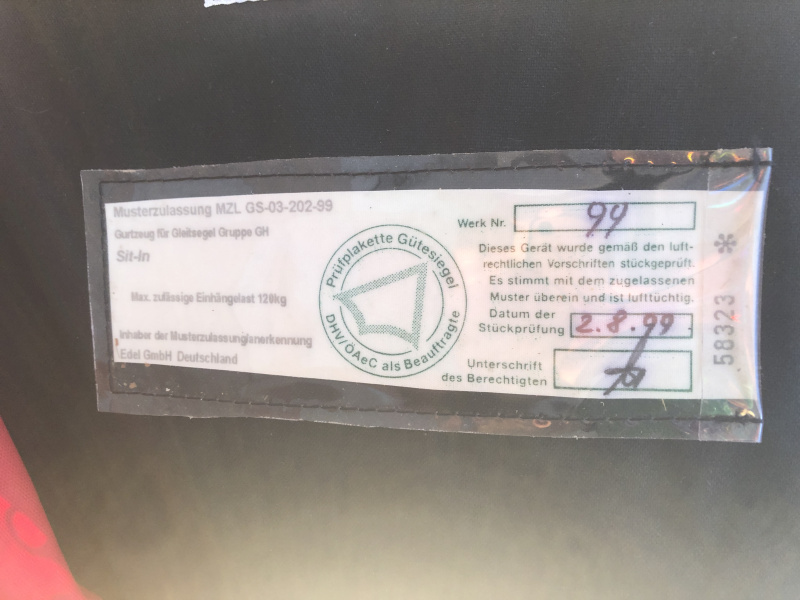 Musterzulassung MZL GS-03-202-99
Gurtzeug für Gleitsegel Gruppe GH
Sit-In
Max. zulässige Einhängelast 120kg
Inhaber der Musterzulassung/anerkennung
Edel GmbH Deutschland
Prüfplakette Gütesiegel
DHV/ÖAeC als Beauftragte
Werk Nr. 99
Dieses Gerät wurde gemäß den luft-
rechtlichen Vorschriften stückgeprüft.
Es stimmt mit dem zugelassenen
Muster überein und ist lufttüchtig.
Datum der
Stückprüfung 2.8.99
Unterschrift
des Berechtigten
58323 *